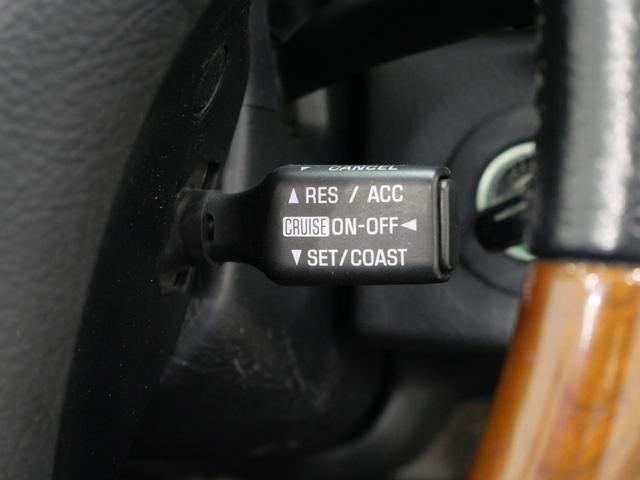 ▼ CANCEL
▲ RES / ACC
CRUISE ON-OFF ◀
▼ SET/COAST